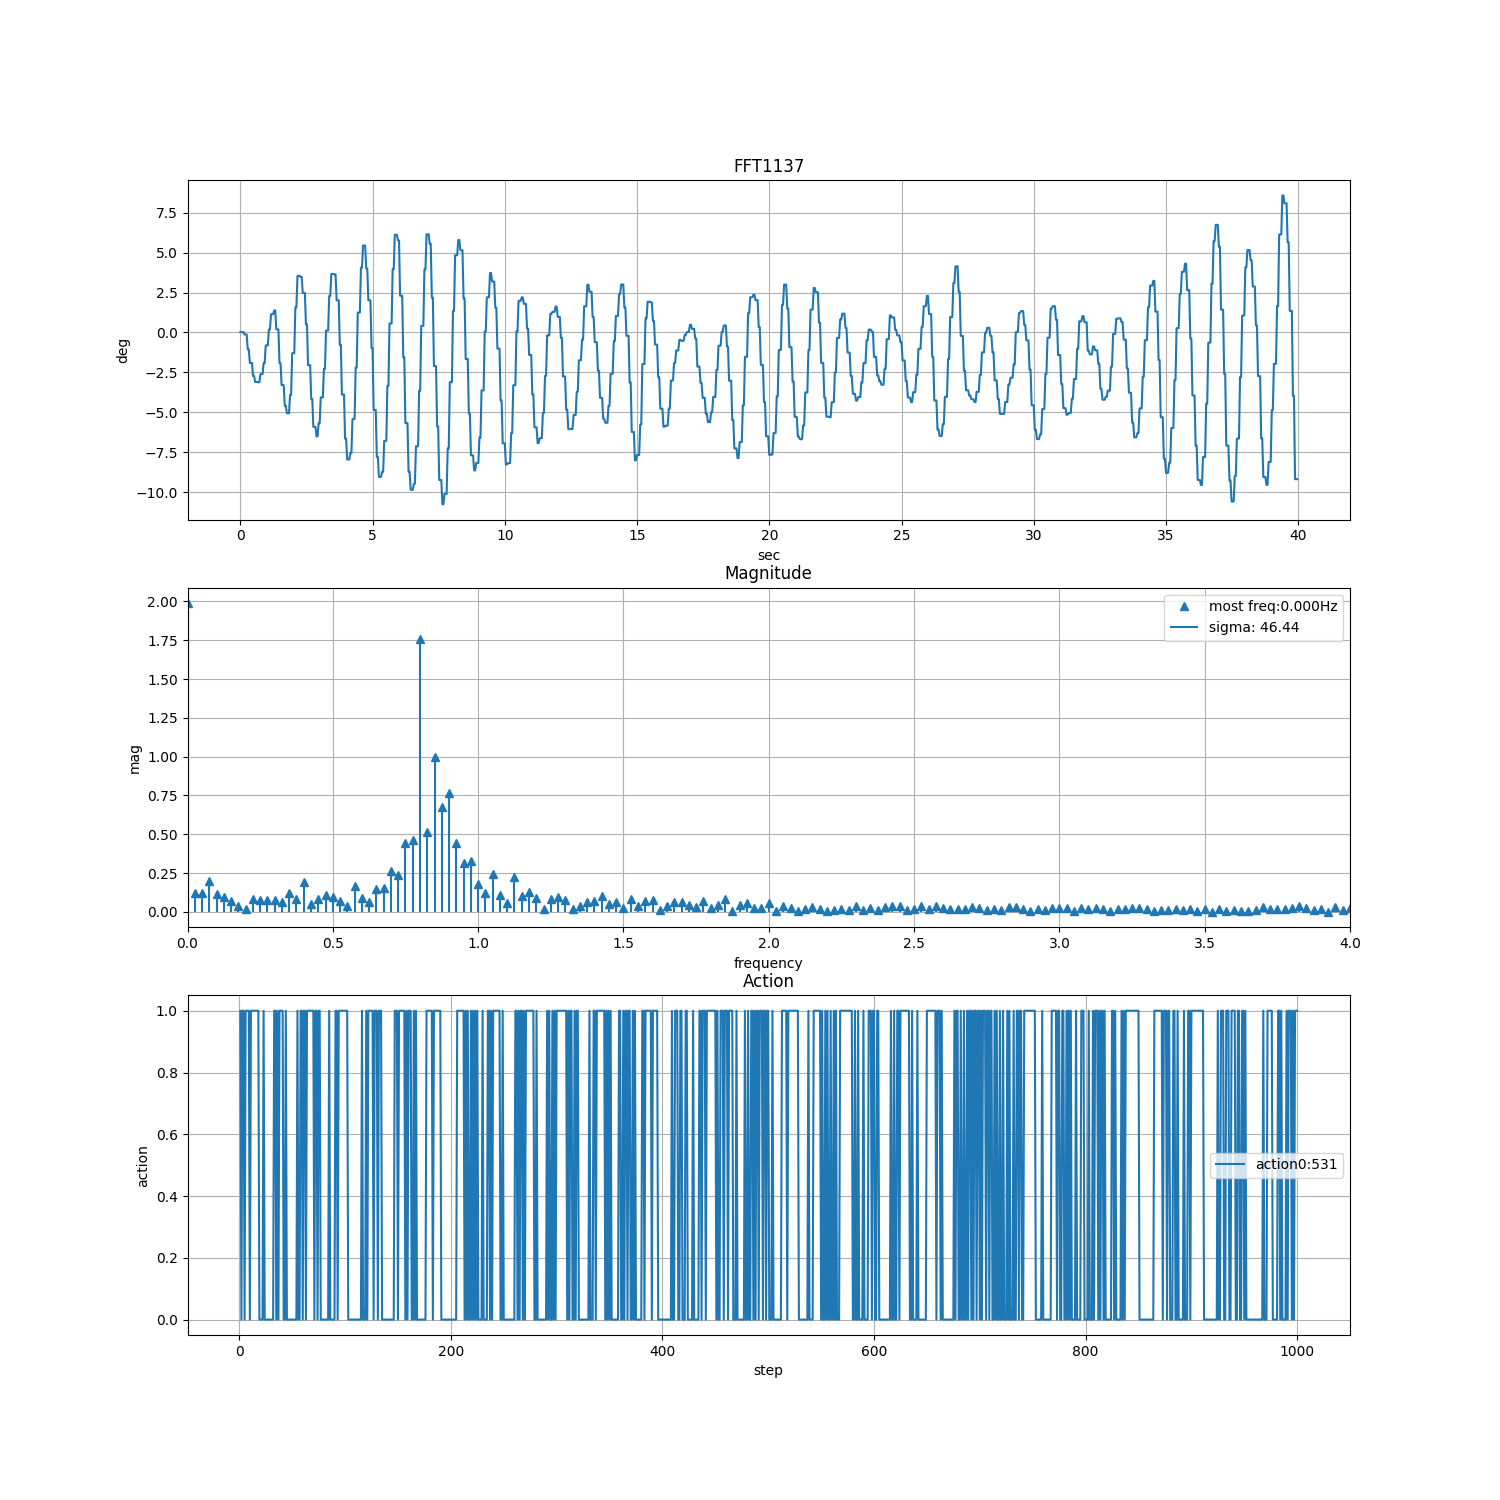 FFT1137
7.5
5.0
2.5
0.0
−2.5
−5.0
−7.5
−10.0
deg
0 5 10 15 20 25 30 35 40
sec
Magnitude
2.00
1.75
1.50
1.25
1.00
0.75
0.50
0.25
0.00
mag
most freq:0.000Hz
sigma: 46.44
0.0 0.5 1.0 1.5 2.0 2.5 3.0 3.5 4.0
frequency
Action
1.0
0.8
0.6
0.4
0.2
0.0
action
action0:531
0 200 400 600 800 1000
step